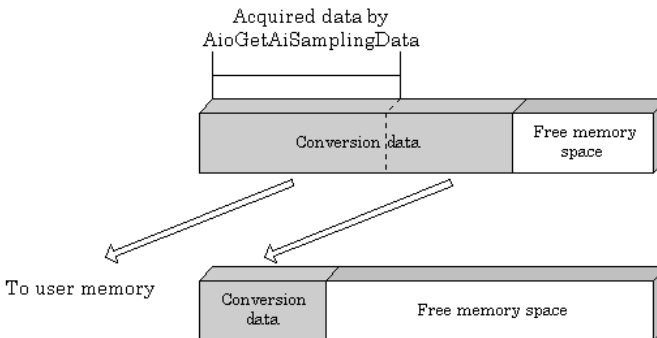 Acquired data by
AioGetAiSamplingData
Conversion data
Free memory
space
To user memory
Conversion
data
Free memory space